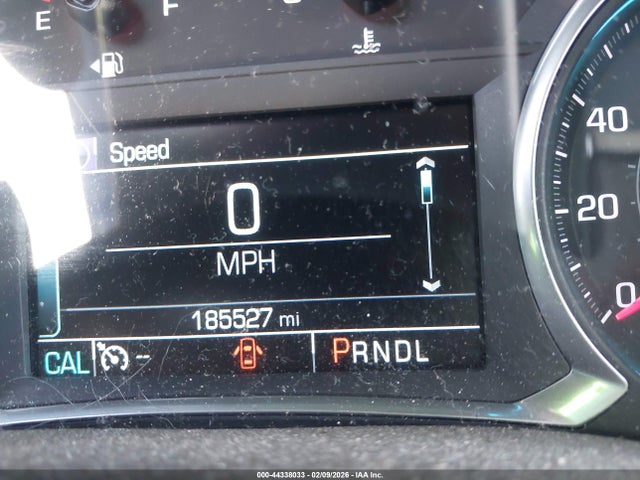 E F C
Speed
0
MPH
185527 mi
CAL -- PRNDL
40
20
0
000-44338033 - 02/09/2026 - IAA Inc.